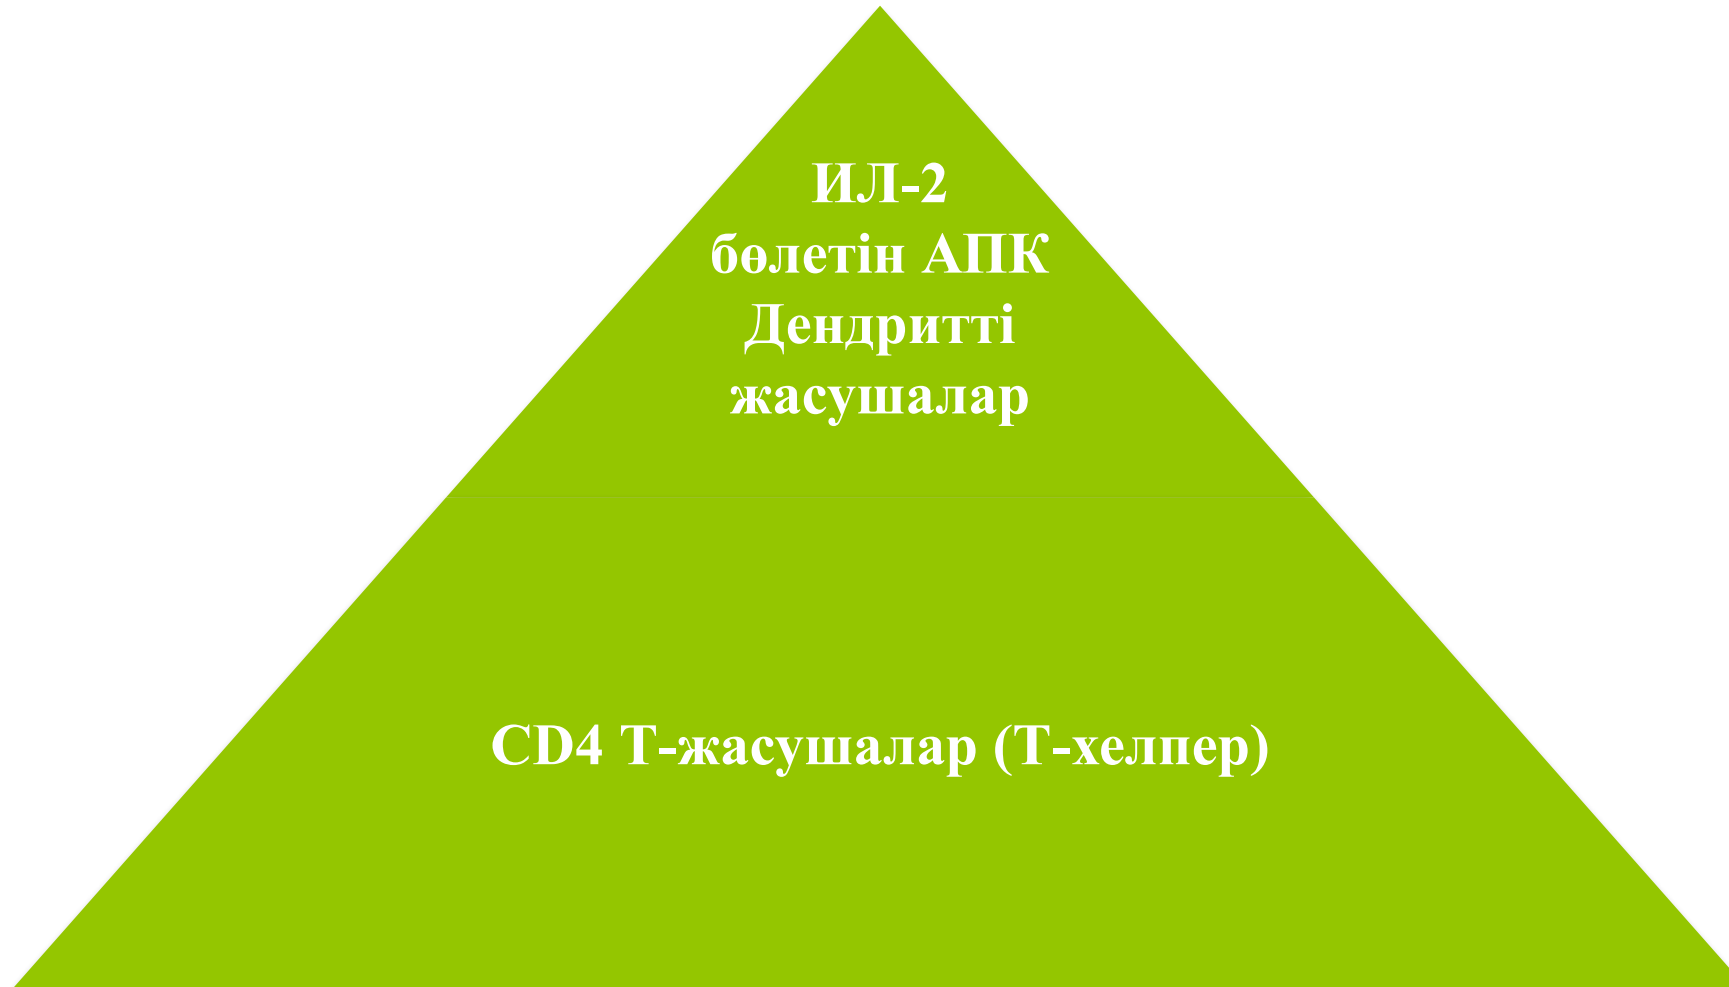 ИЛ-2
бөлетін АПК
Дендритті
жасушалар
CD4 Т-жасушалар (Т-хелпер)